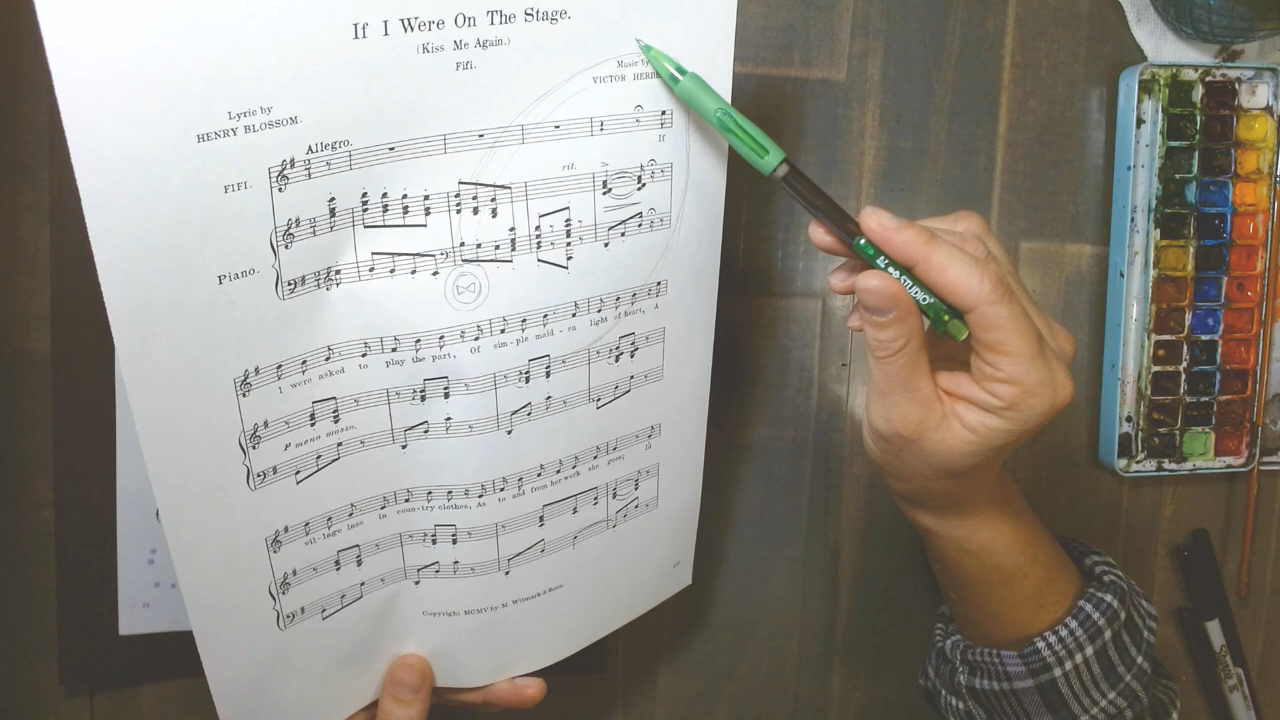 If I Were On The Stage.
(Kiss Me Again.)
Fifi.
Lyric by
HENRY BLOSSOM.
Music by
VICTOR
Allegro.
FIFI.
If
rit.
Piano.
I were asked to play the part, Of sim-ple maid-en light of heart, A
p meno mosso.
vil-lage lass in coun-try clothes, As to and from her work she goes; I'd
Copyright MCMV by M. Witmark & Sons.
STUDIO
Sharpie